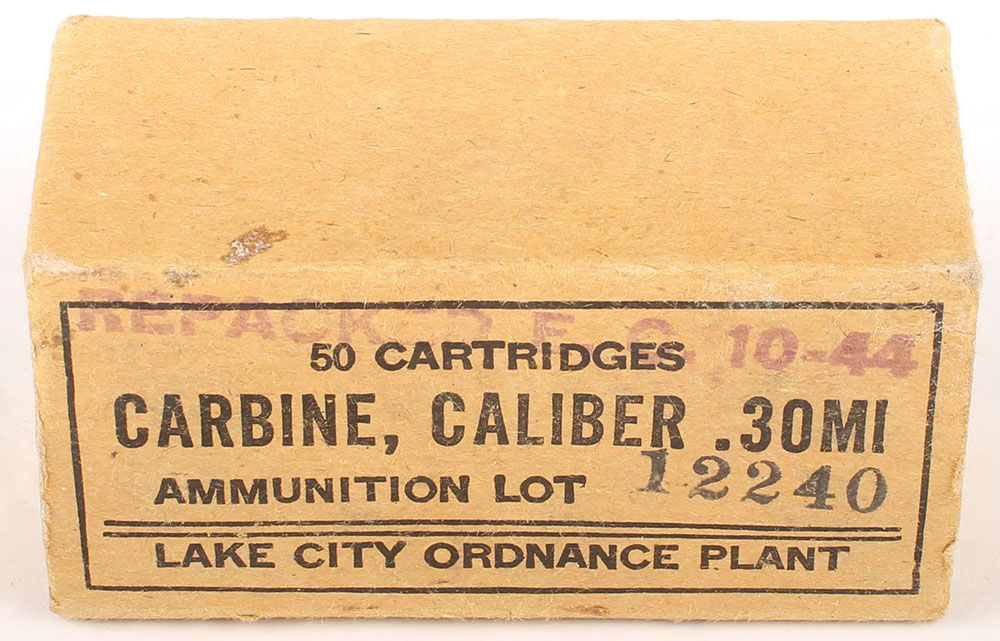 REPACKED F. C. 10-44
50 CARTRIDGES
CARBINE, CALIBER .30MI
AMMUNITION LOT 12240
LAKE CITY ORDNANCE PLANT